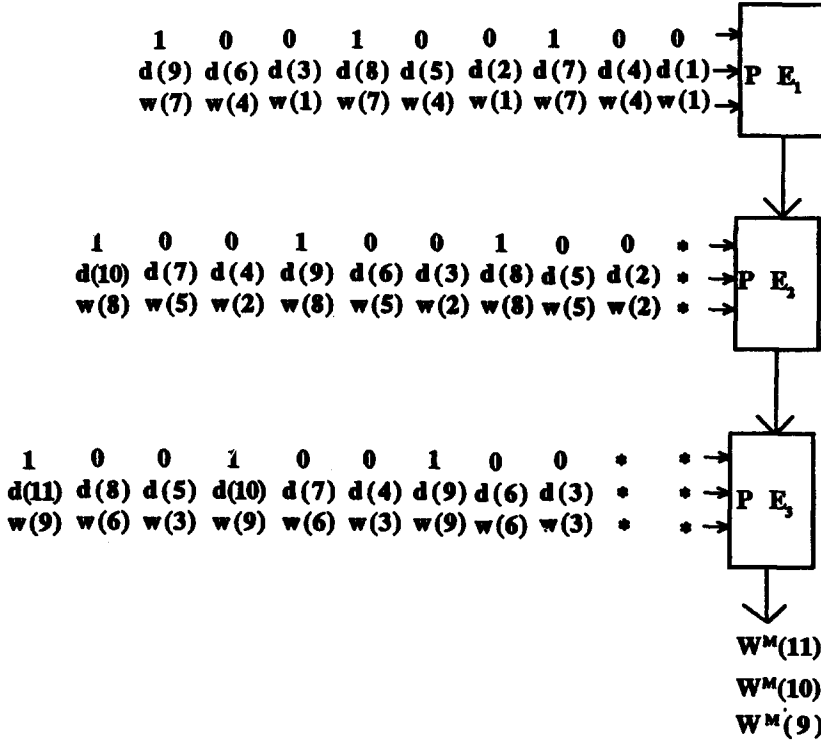 1 0 0 1 0 0 1 0 0
d(9) d(6) d(3) d(8) d(5) d(2) d(7) d(4) d(1) P E₁
w(7) w(4) w(1) w(7) w(4) w(1) w(7) w(4) w(1)
1 0 0 1 0 0 1 0 0 *
d(10) d(7) d(4) d(9) d(6) d(3) d(8) d(5) d(2) * P E₂
w(8) w(5) w(2) w(8) w(5) w(2) w(8) w(5) w(2) *
1 0 0 1 0 0 1 0 0 * *
d(11) d(8) d(5) d(10) d(7) d(4) d(9) d(6) d(3) * * P E₃
w(9) w(6) w(3) w(9) w(6) w(3) w(9) w(6) w(3) * *
Wᴹ(11)
Wᴹ(10)
Wᴹ(9)